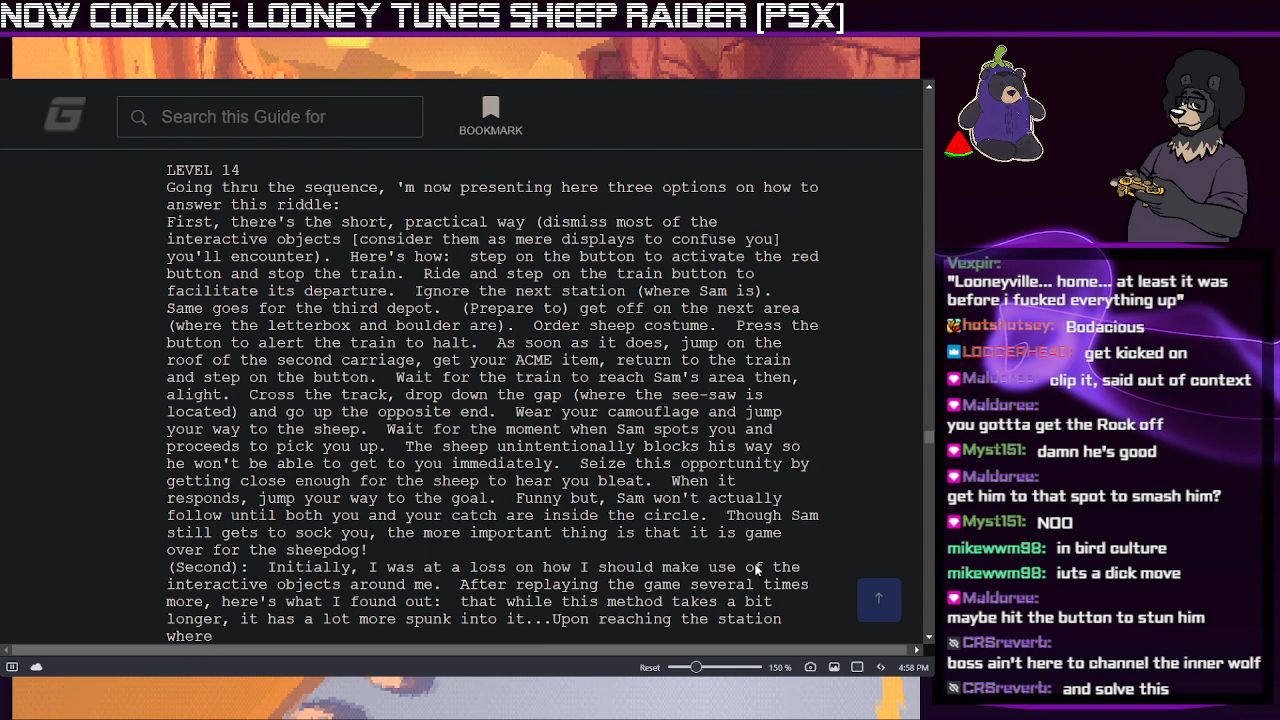 NOW COOKING: LOONEY TUNES SHEEP RAIDER [PSX]
Search this Guide for
BOOKMARK
LEVEL 14
Going thru the sequence, 'm now presenting here three options on how to
answer this riddle:
First, there's the short, practical way (dismiss most of the
interactive objects [consider them as mere displays to confuse you]
you'll encounter).  Here's how:  step on the button to activate the red
button and stop the train.  Ride and step on the train button to
facilitate its departure.  Ignore the next station (where Sam is).
Same goes for the third depot.  (Prepare to) get off on the next area
(where the letterbox and boulder are).  Order sheep costume.  Press the
button to alert the train to halt.  As soon as it does, jump on the
roof of the second carriage, get your ACME item, return to the train
and step on the button.  Wait for the train to reach Sam's area then,
alight.  Cross the track, drop down the gap (where the see-saw is
located) and go up the opposite end.  Wear your camouflage and jump
your way to the sheep.  Wait for the moment when Sam spots you and
proceeds to pick you up.  The sheep unintentionally blocks his way so
he won't be able to get to you immediately.  Seize this opportunity by
getting close enough for the sheep to hear you bleat.  When it
responds, jump your way to the goal.  Funny but, Sam won't actually
follow until both you and your catch are inside the circle.  Though Sam
still gets to sock you, the more important thing is that it is game
over for the sheepdog!
(Second):  Initially, I was at a loss on how I should make use of the
interactive objects around me.  After replaying the game several times
more, here's what I found out:  that while this method takes a bit
longer, it has a lot more spunk into it...Upon reaching the station
where
Reset
150 %
4:58 PM
Vexpir:
"Looneyville... home... at least it was
before i fucked everything up"
hotshotsey: Bodacious
LOGGERHEAD: get kicked on
Maldoree: clip it, said out of context
Maldoree:
you gottta get the Rock off
Myst151: damn he's good
Maldoree:
get him to that spot to smash him?
Myst151: NOO
mikewwm98: in bird culture
mikewwm98: iuts a dick move
Maldoree:
maybe hit the button to stun him
CRSreverb:
boss ain't here to channel the inner wolf
CRSreverb: and solve this